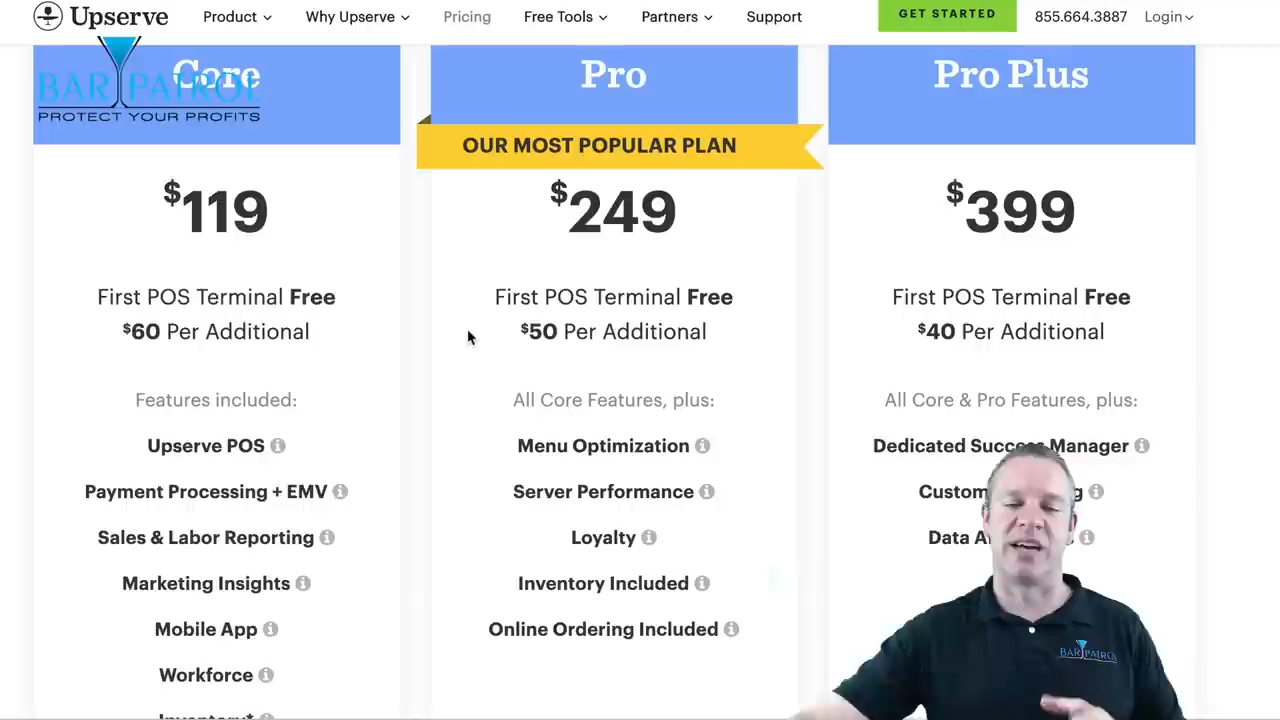 Upserve
Product
Why Upserve
Pricing
Free Tools
Partners
Support
GET STARTED
855.664.3887
Login
BAR PATROL
PROTECT YOUR PROFITS
Core
$119
First POS Terminal Free
$60 Per Additional
Features included:
Upserve POS
Payment Processing + EMV
Sales & Labor Reporting
Marketing Insights
Mobile App
Workforce
Inventory*
Pro
OUR MOST POPULAR PLAN
$249
First POS Terminal Free
$50 Per Additional
All Core Features, plus:
Menu Optimization
Server Performance
Loyalty
Inventory Included
Online Ordering Included
Pro Plus
$399
First POS Terminal Free
$40 Per Additional
All Core & Pro Features, plus:
Dedicated Success Manager
BAR PATROL